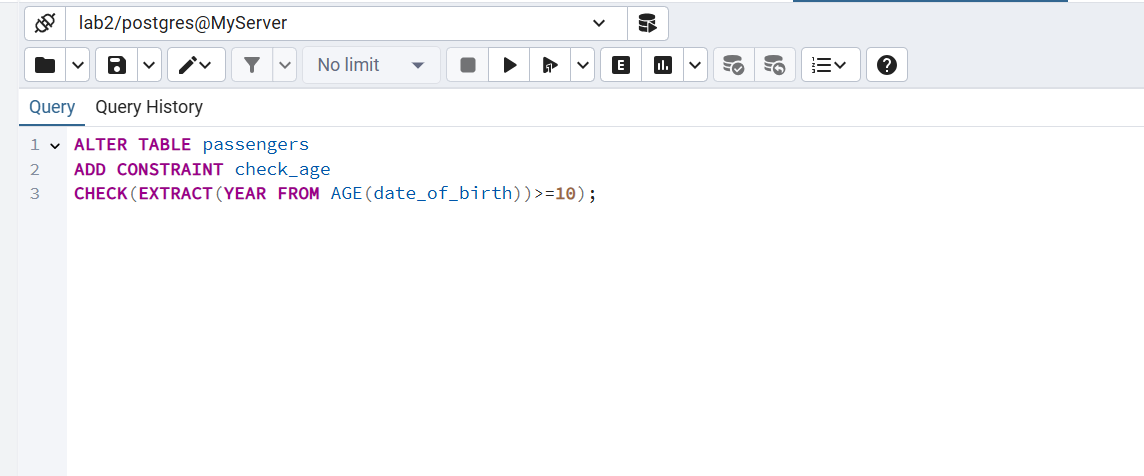 lab2/postgres@MyServer
No limit
E
Query Query History
1 ALTER TABLE passengers
2 ADD CONSTRAINT check_age
3 CHECK(EXTRACT(YEAR FROM AGE(date_of_birth))>=10);